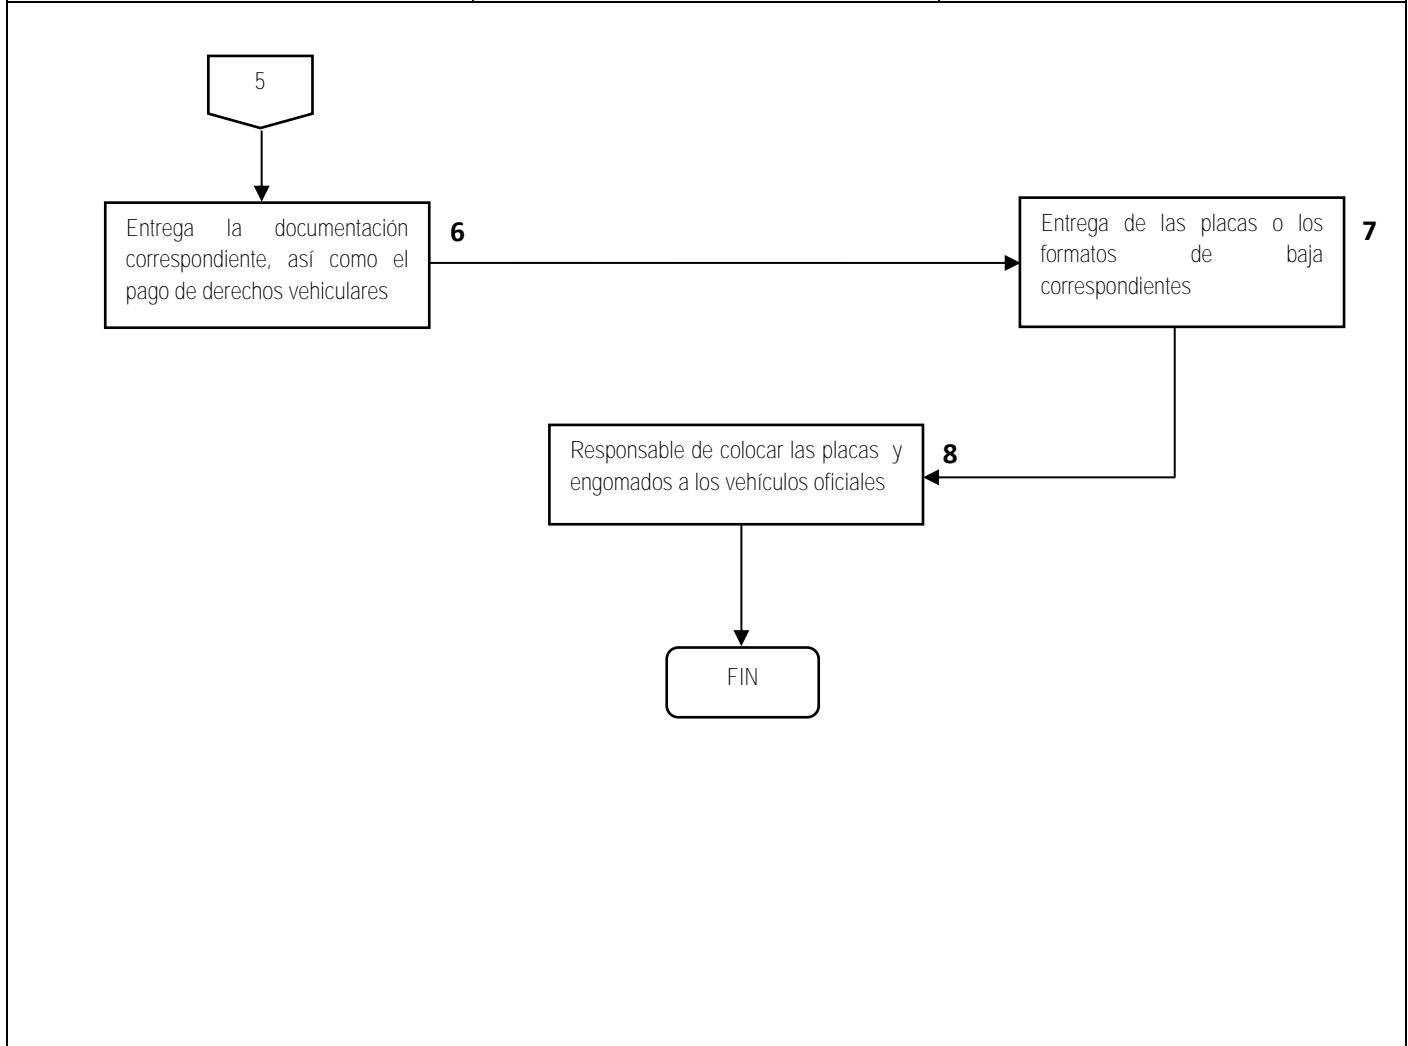 5
Entrega la documentación
correspondiente, así como el
pago de derechos vehiculares
6
Entrega de las placas o los
formatos de baja
correspondientes
7
Responsable de colocar las placas y
engomados a los vehículos oficiales
8
FIN